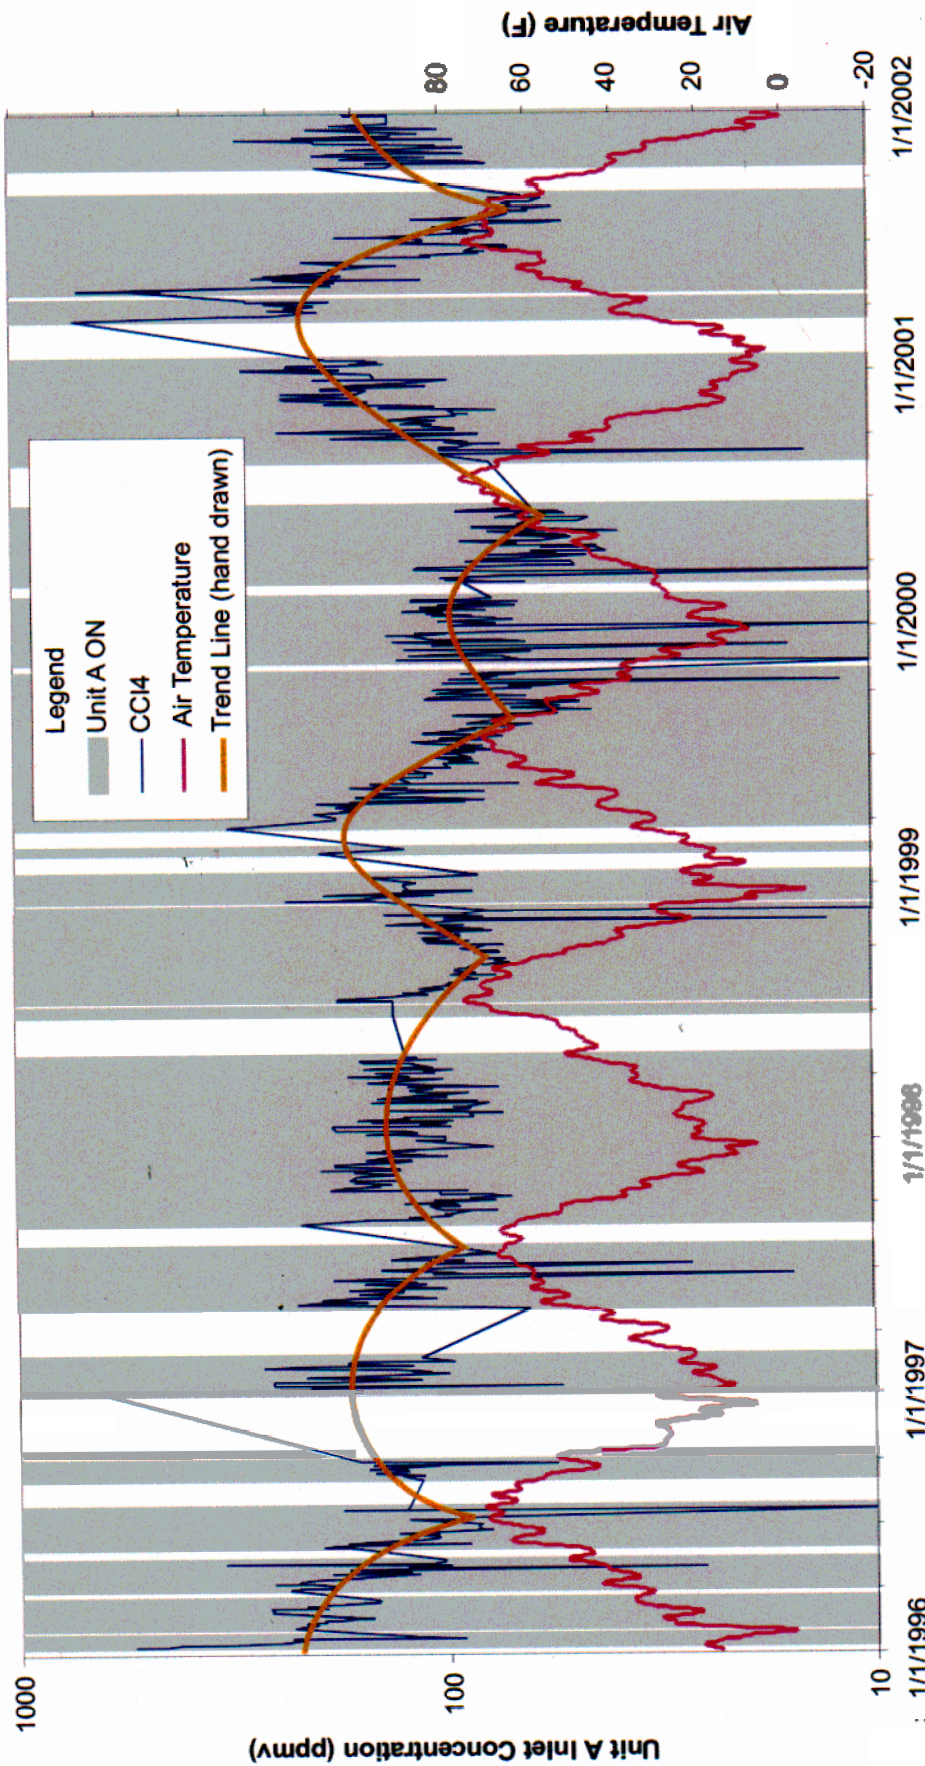 Unit A Inlet Concentration (ppmv)
1000
100
10
Legend
Unit A ON
CCl4
Air Temperature
Trend Line (hand drawn)
Air Temperature (F)
80
60
40
20
0
-20
1/1/1996
1/1/1997
1/1/1998
1/1/1999
1/1/2000
1/1/2001
1/1/2002